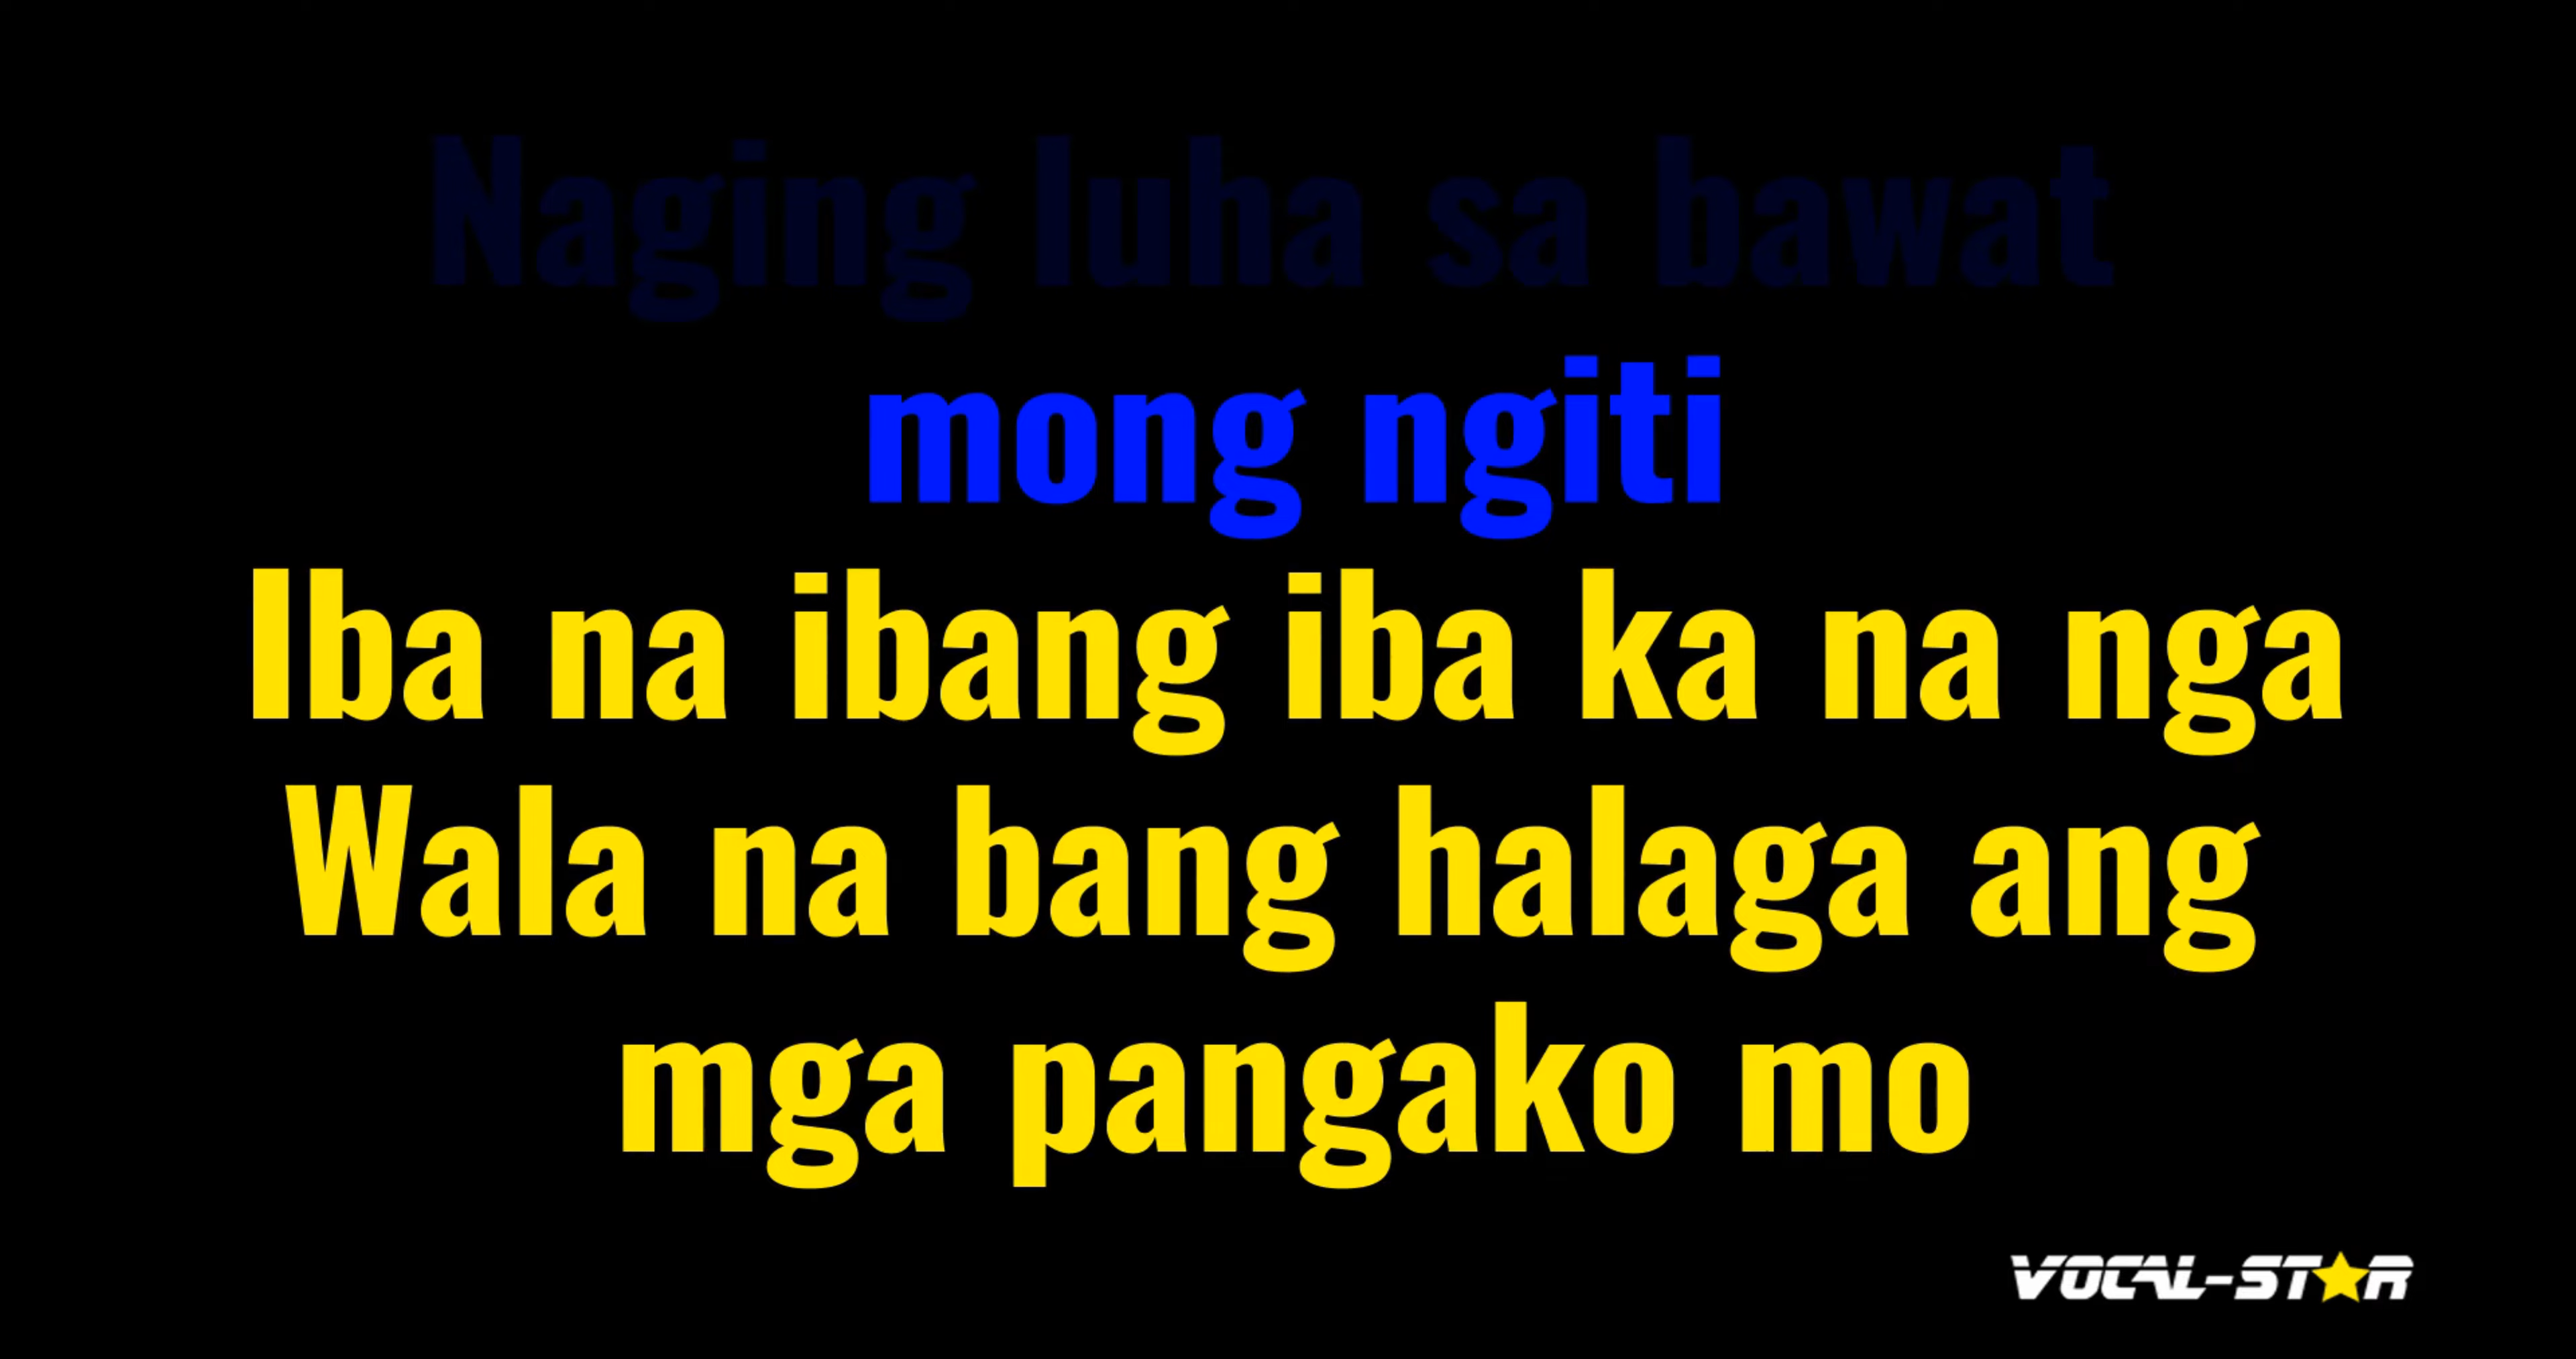 Naging luha sa bawat
mong ngiti
Iba na ibang iba ka na nga
Wala na bang halaga ang
mga pangako mo
VOCAL-STAR